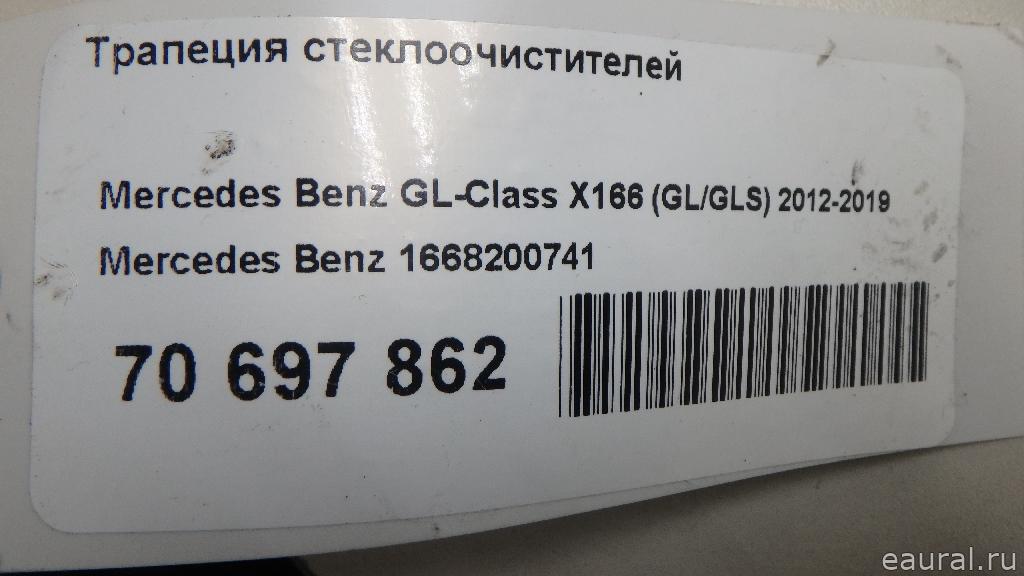 Трапеция стеклоочистителей
Mercedes Benz GL-Class X166 (GL/GLS) 2012-2019
Mercedes Benz 1668200741
70 697 862
eaural.ru